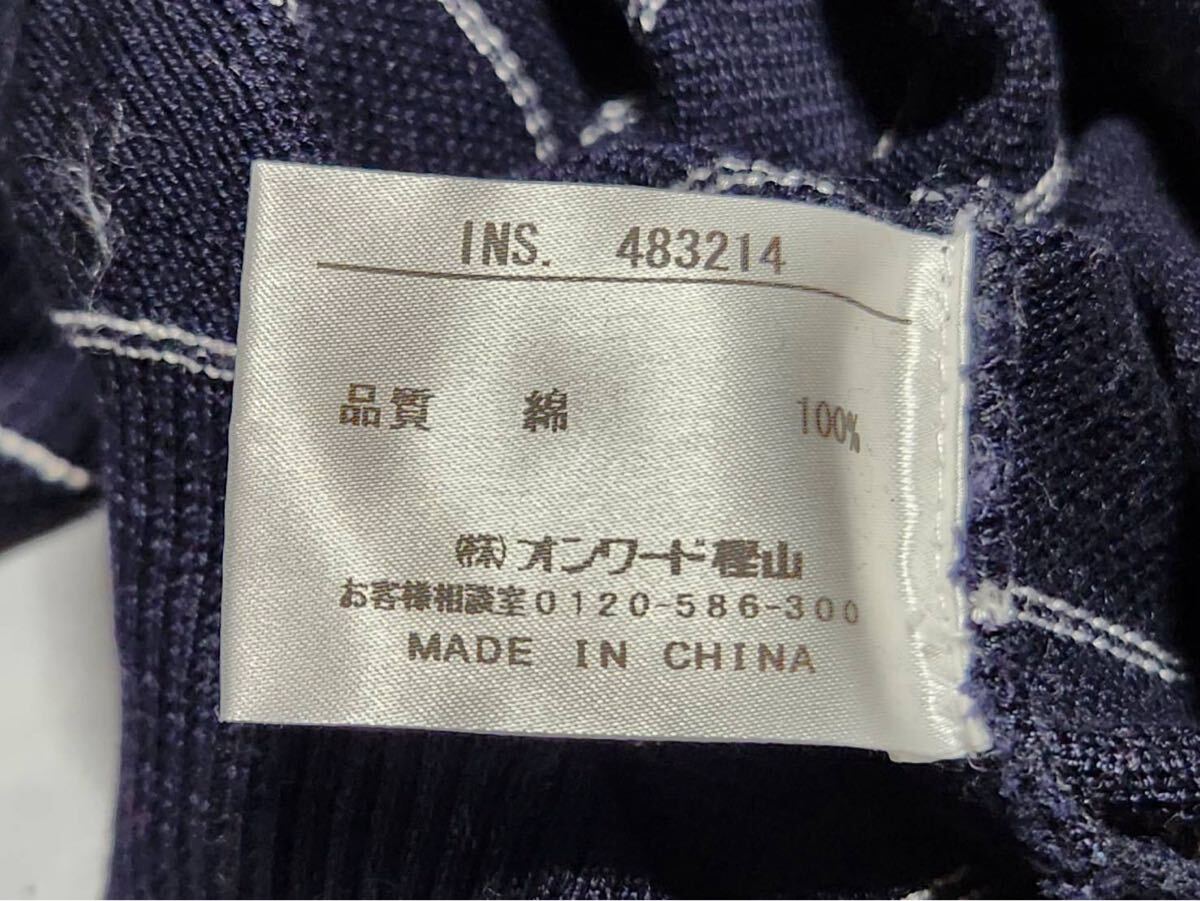 INS. 483214
品質 綿 100%
㈱オンワード樫山
お客様相談室0120-586-300
MADE IN CHINA